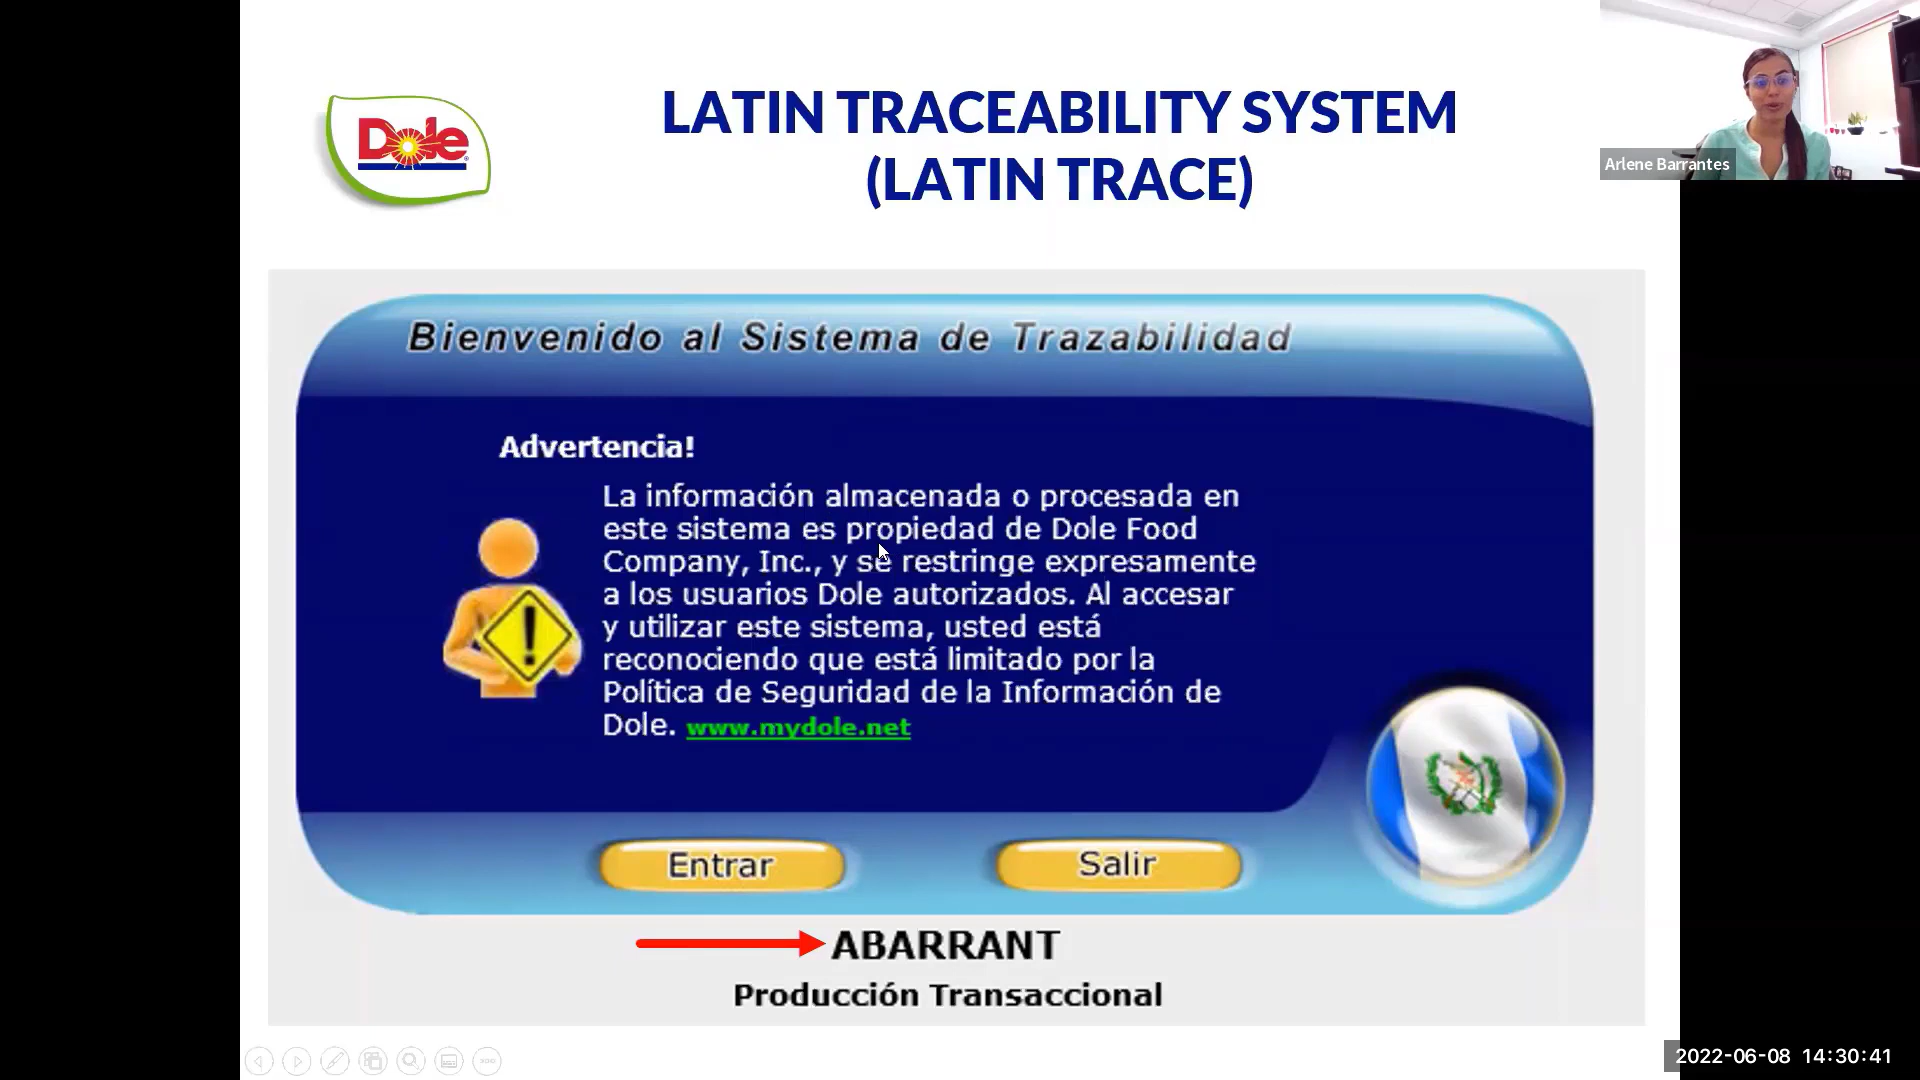 Dole
LATIN TRACEABILITY SYSTEM
(LATIN TRACE)
Arlene Barrantes
Bienvenido al Sistema de Trazabilidad
Advertencia!
La información almacenada o procesada en
este sistema es propiedad de Dole Food
Company, Inc., y se restringe expresamente
a los usuarios Dole autorizados. Al accesar
y utilizar este sistema, usted está
reconociendo que está limitado por la
Política de Seguridad de la Información de
Dole. www.mydole.net
Entrar
Salir
ABARRANT
Producción Transaccional
2022-06-08 14:30:41